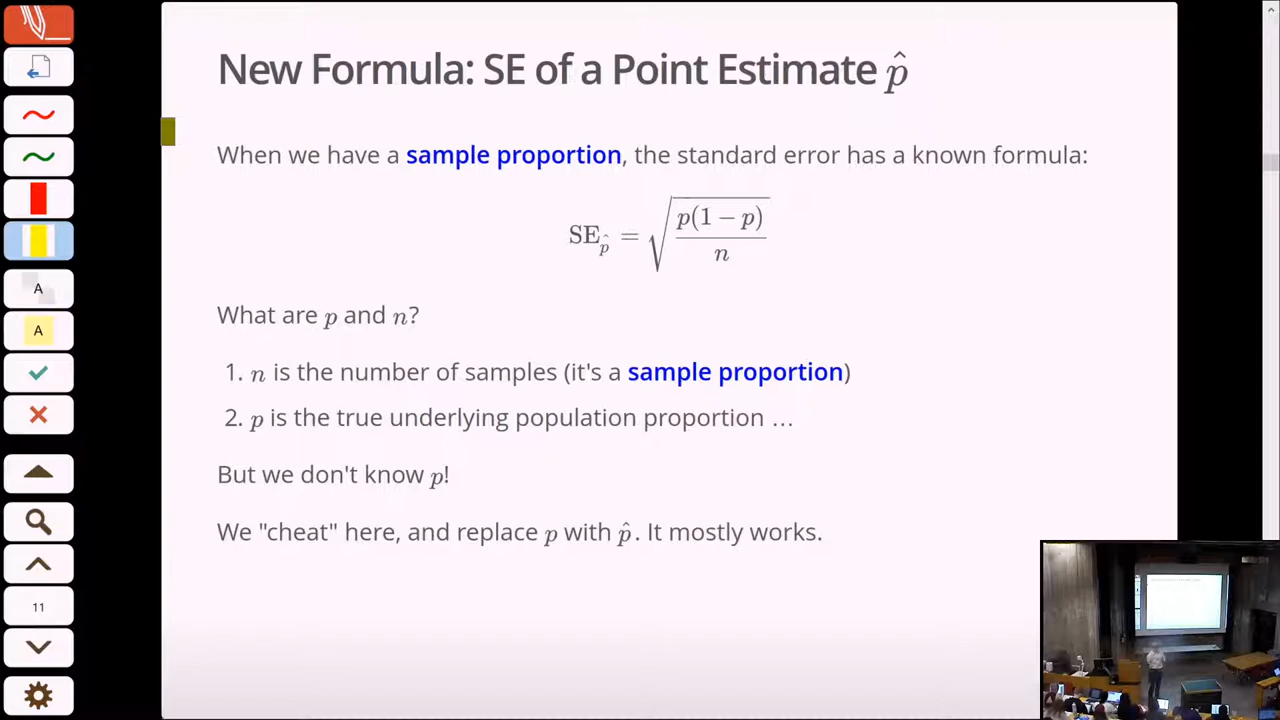 New Formula: SE of a Point Estimate p̂
When we have a sample proportion, the standard error has a known formula:
SE_p̂ = √(p(1 − p)/n)
What are p and n?
1. n is the number of samples (it's a sample proportion)
2. p is the true underlying population proportion …
But we don't know p!
We "cheat" here, and replace p with p̂. It mostly works.
A
A
11